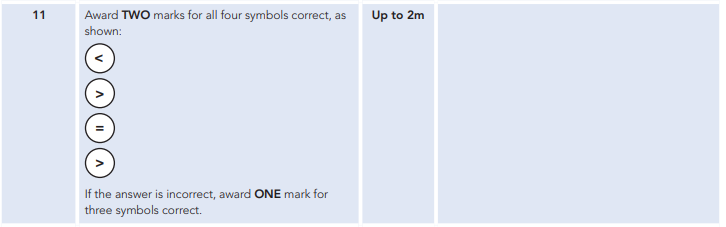 11 Award TWO marks for all four symbols correct, as Up to 2m
shown:
<
>
=
>
If the answer is incorrect, award ONE mark for
three symbols correct.